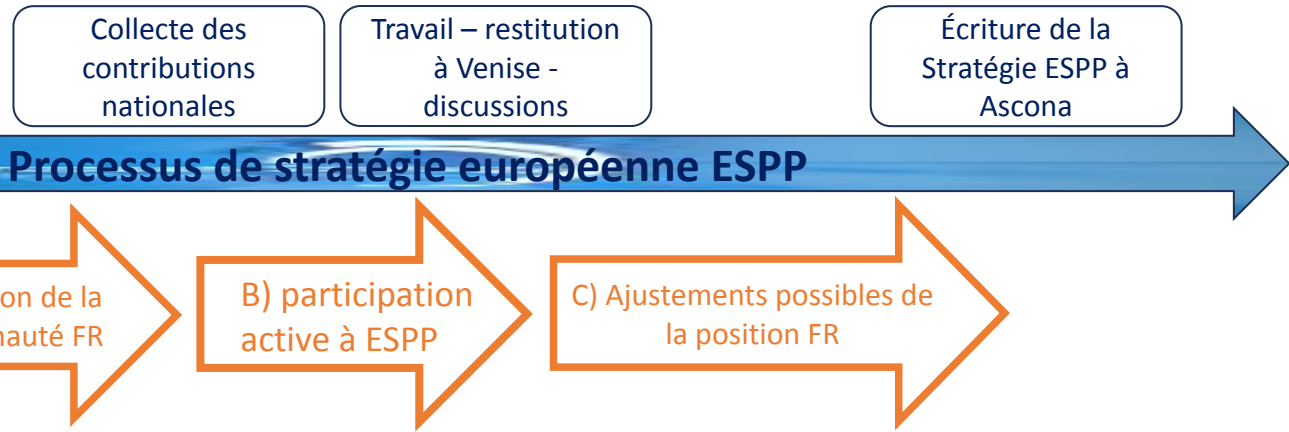 Collecte des
contributions
nationales
Travail – restitution
à Venise -
discussions
Écriture de la
Stratégie ESPP à
Ascona
Processus de stratégie européenne ESPP
on de la
auté FR
B) participation
active à ESPP
C) Ajustements possibles de
la position FR